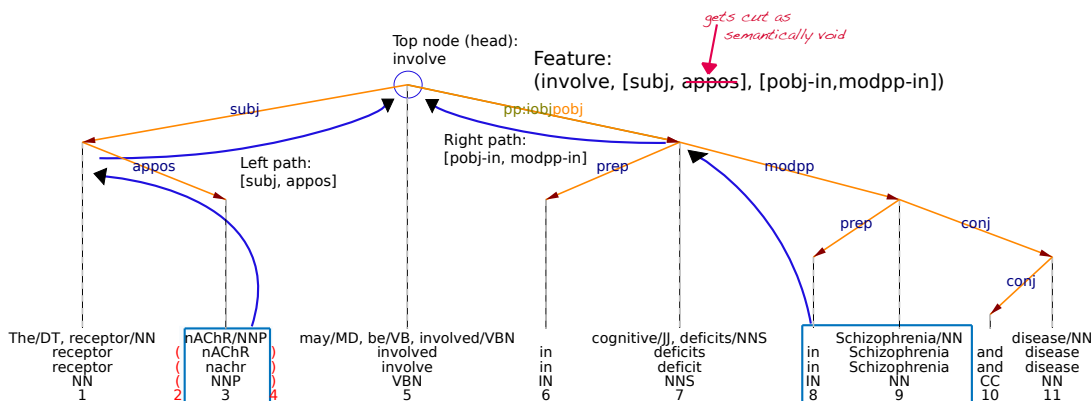 gets cut as
semantically void
Top node (head):
involve
Feature:
(involve, [subj, appos], [pobj-in,modpp-in])
subj
pp:iobjpobj
Left path:
[subj, appos]
Right path:
[pobj-in, modpp-in]
appos
prep
modpp
prep
conj
conj
The/DT, receptor/NN nAChR/NNP may/MD, be/VB, involved/VBN cognitive/JJ, deficits/NNS Schizophrenia/NN disease/NN
receptor ( nAChR ) involved in deficits in Schizophrenia and disease
receptor ( nachr ) involve in deficit in Schizophrenia and disease
NN ( NNP ) VBN IN NNS IN NN CC NN
1 2 3 4 5 6 7 8 9 10 11